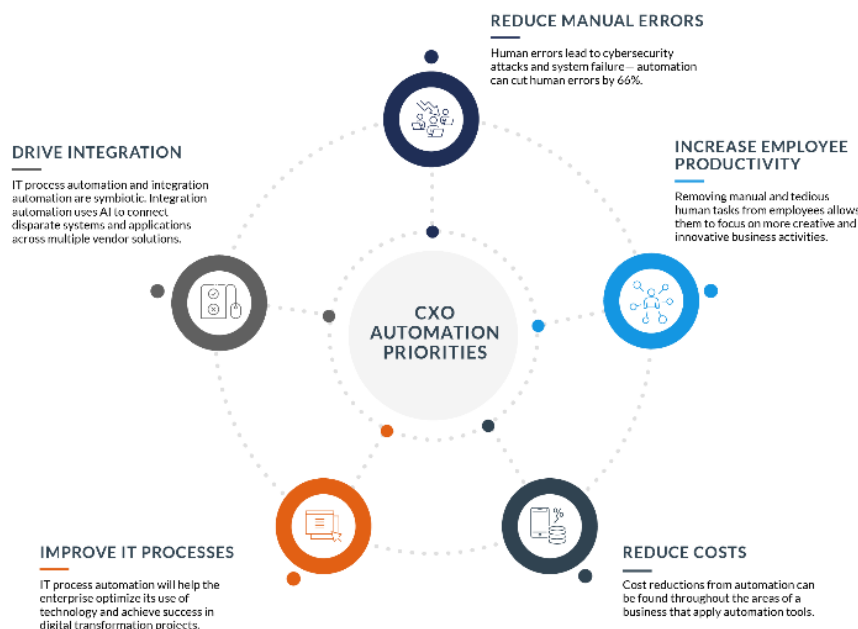 REDUCE MANUAL ERRORS
Human errors lead to cybersecurity
attacks and system failure — automation
can cut human errors by 66%.
DRIVE INTEGRATION
IT process automation and integration
automation are symbiotic. Integration
automation uses AI to connect
disparate systems and applications
across multiple vendor solutions.
INCREASE EMPLOYEE
PRODUCTIVITY
Removing manual and tedious
human tasks from employees allows
them to focus on more creative and
innovative business activities.
CXO
AUTOMATION
PRIORITIES
IMPROVE IT PROCESSES
IT process automation will help the
enterprise optimize its use of
technology and achieve success in
digital transformation projects.
REDUCE COSTS
Cost reductions from automation can
be found throughout the areas of a
business that apply automation tools.
%